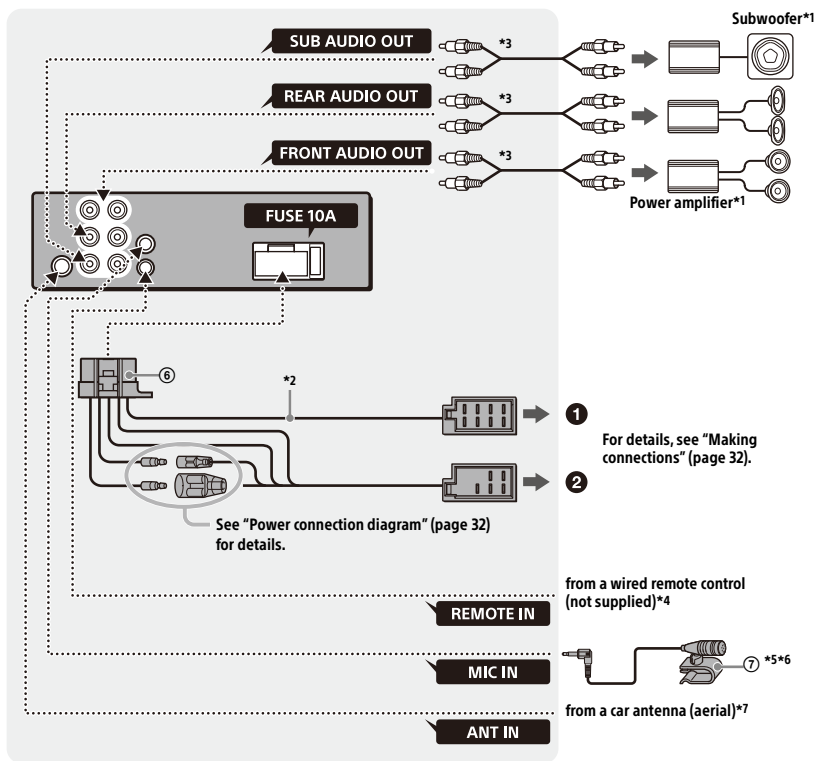 Subwoofer*1
SUB AUDIO OUT
*3
REAR AUDIO OUT
*3
FRONT AUDIO OUT
*3
Power amplifier*1
FUSE 10A
⑥
*2
❶
For details, see “Making
connections” (page 32).
❷
See “Power connection diagram” (page 32)
for details.
from a wired remote control
(not supplied)*4
REMOTE IN
⑦ *5*6
MIC IN
from a car antenna (aerial)*7
ANT IN